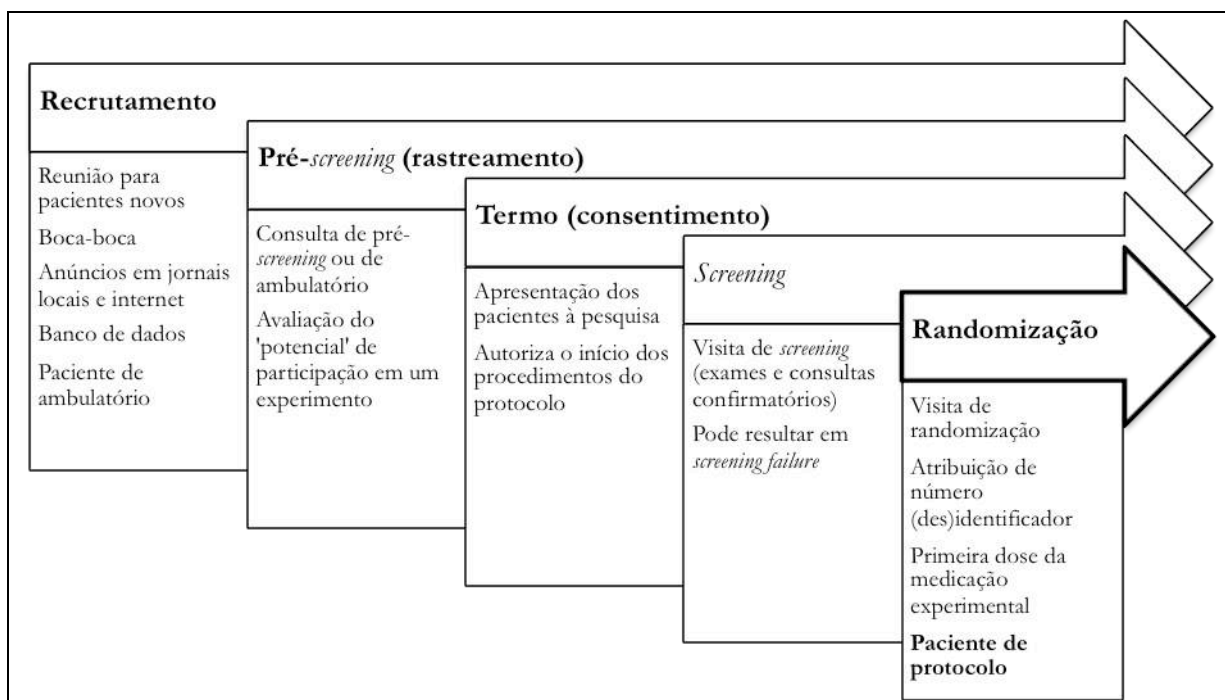 Recrutamento
Reunião para
pacientes novos
Boca-boca
Anúncios em jornais
locais e internet
Banco de dados
Paciente de
ambulatório
Pré-screening (rastreamento)
Consulta de pré-
screening ou de
ambulatório
Avaliação do
'potencial' de
participação em um
experimento
Termo (consentimento)
Apresentação dos
pacientes à pesquisa
Autoriza o início dos
procedimentos do
protocolo
Screening
Visita de screening
(exames e consultas
confirmatórios)
Pode resultar em
screening failure
Randomização
Visita de
randomização
Atribuição de
número
(des)identificador
Primeira dose da
medicação
experimental
Paciente de
protocolo